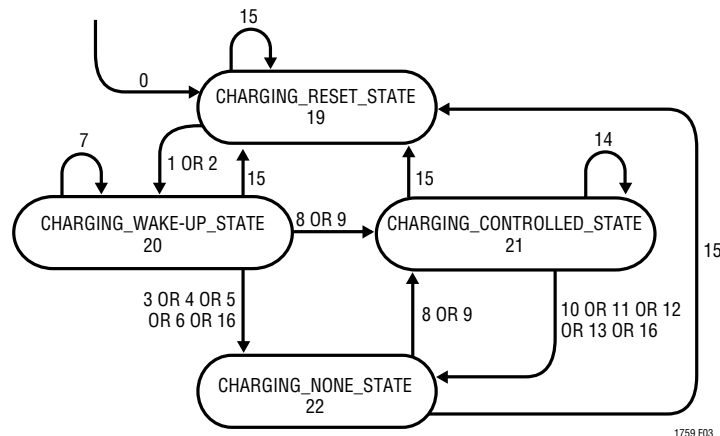 15
0
CHARGING_RESET_STATE
19
7
1 OR 2
15
15
14
CHARGING_WAKE-UP_STATE
20
8 OR 9
CHARGING_CONTROLLED_STATE
21
15
3 OR 4 OR 5
OR 6 OR 16
8 OR 9
10 OR 11 OR 12
OR 13 OR 16
CHARGING_NONE_STATE
22
1759 F03